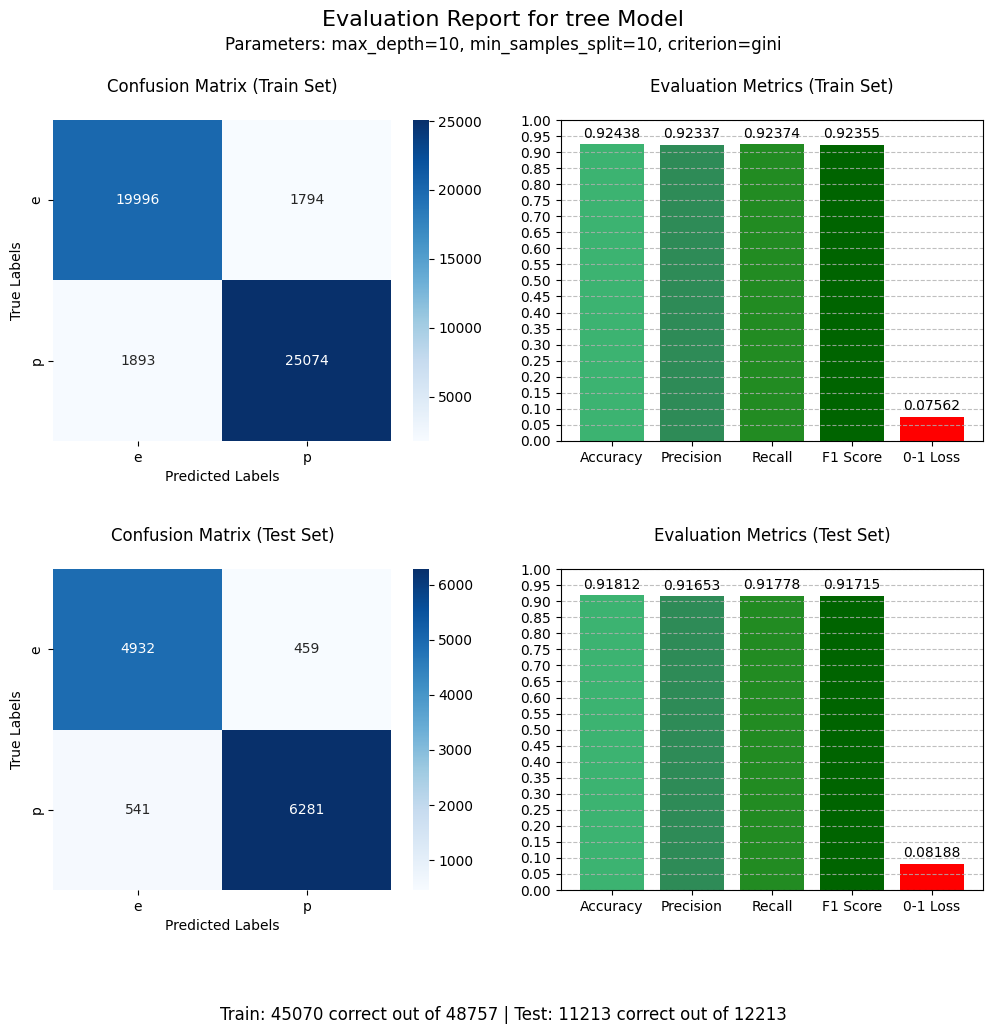 Evaluation Report for tree Model
Parameters: max_depth=10, min_samples_split=10, criterion=gini
Confusion Matrix (Train Set)
True Labels
e
p
19996
1794
1893
25074
e
p
Predicted Labels
25000
20000
15000
10000
5000
Evaluation Metrics (Train Set)
1.00
0.95
0.90
0.85
0.80
0.75
0.70
0.65
0.60
0.55
0.50
0.45
0.40
0.35
0.30
0.25
0.20
0.15
0.10
0.05
0.00
0.92438
0.92337
0.92374
0.92355
0.07562
Accuracy
Precision
Recall
F1 Score
0-1 Loss
Confusion Matrix (Test Set)
True Labels
e
p
4932
459
541
6281
e
p
Predicted Labels
6000
5000
4000
3000
2000
1000
Evaluation Metrics (Test Set)
1.00
0.95
0.90
0.85
0.80
0.75
0.70
0.65
0.60
0.55
0.50
0.45
0.40
0.35
0.30
0.25
0.20
0.15
0.10
0.05
0.00
0.91812
0.91653
0.91778
0.91715
0.08188
Accuracy
Precision
Recall
F1 Score
0-1 Loss
Train: 45070 correct out of 48757 | Test: 11213 correct out of 12213